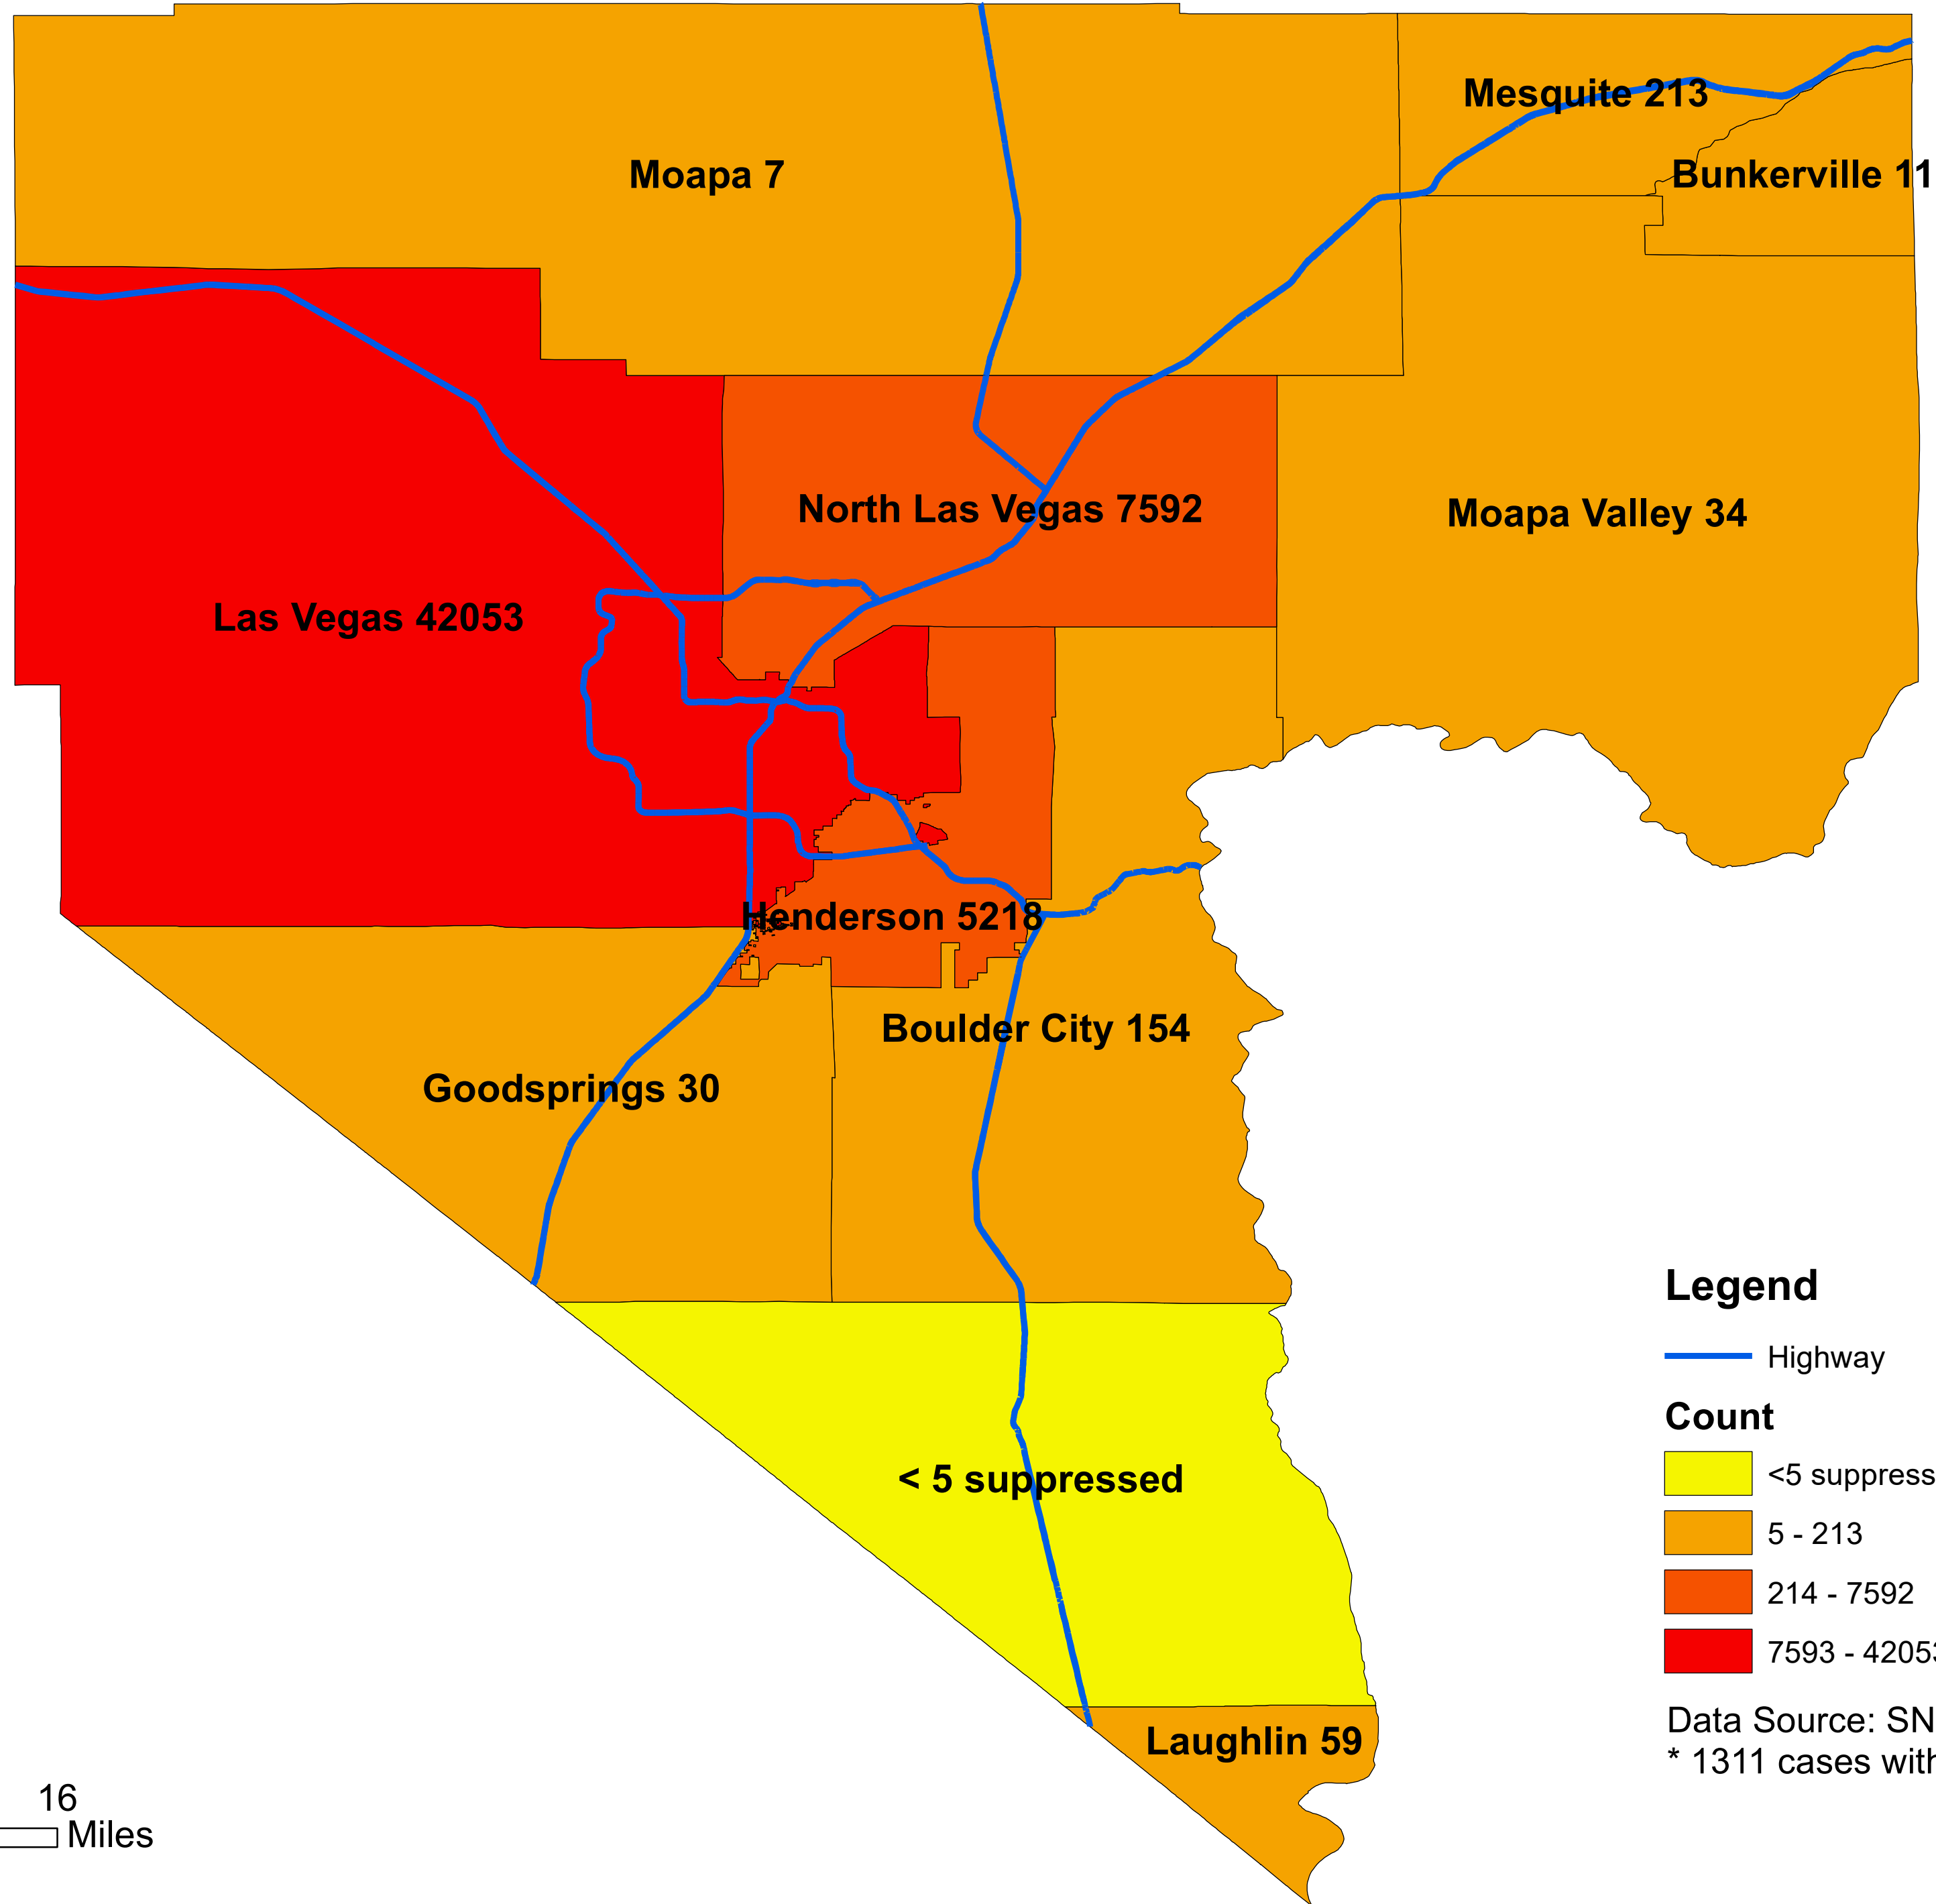 Mesquite 213
Moapa 7
Bunkerville 11
North Las Vegas 7592
Moapa Valley 34
Las Vegas 42053
Henderson 5218
Boulder City 154
Goodsprings 30
< 5 suppressed
Laughlin 59
Legend
Highway
Count
<5 suppress
5 - 213
214 - 7592
7593 - 42053
Data Source: SN
* 1311 cases with
16
Miles